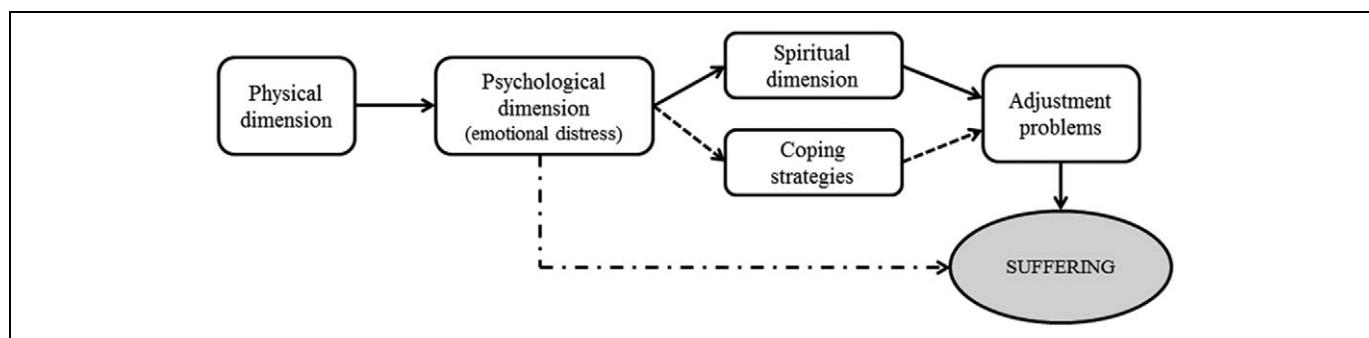 Physical
dimension
Psychological
dimension
(emotional distress)
Spiritual
dimension
Coping
strategies
Adjustment
problems
SUFFERING